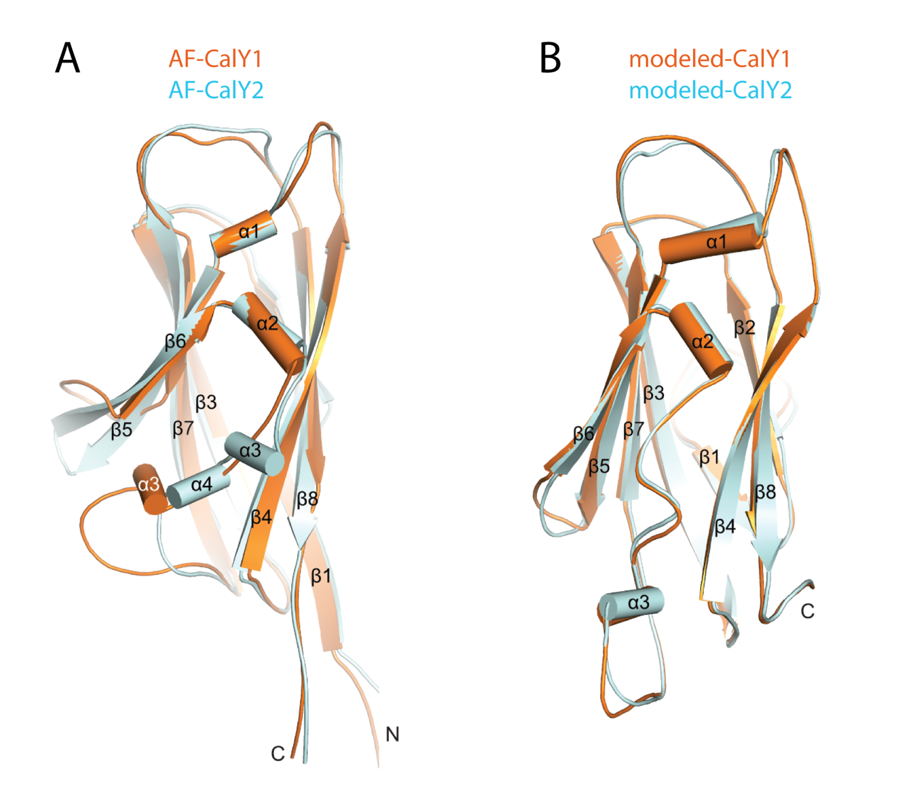 A
AF-CalY1
AF-CalY2
α1
α2
β6
β3
β5
β7
α3
α3
α4
β8
β4
β1
N
C
B
modeled-CalY1
modeled-CalY2
α1
β2
α2
β3
β6
β7
β5
β1
β8
β4
α3
C